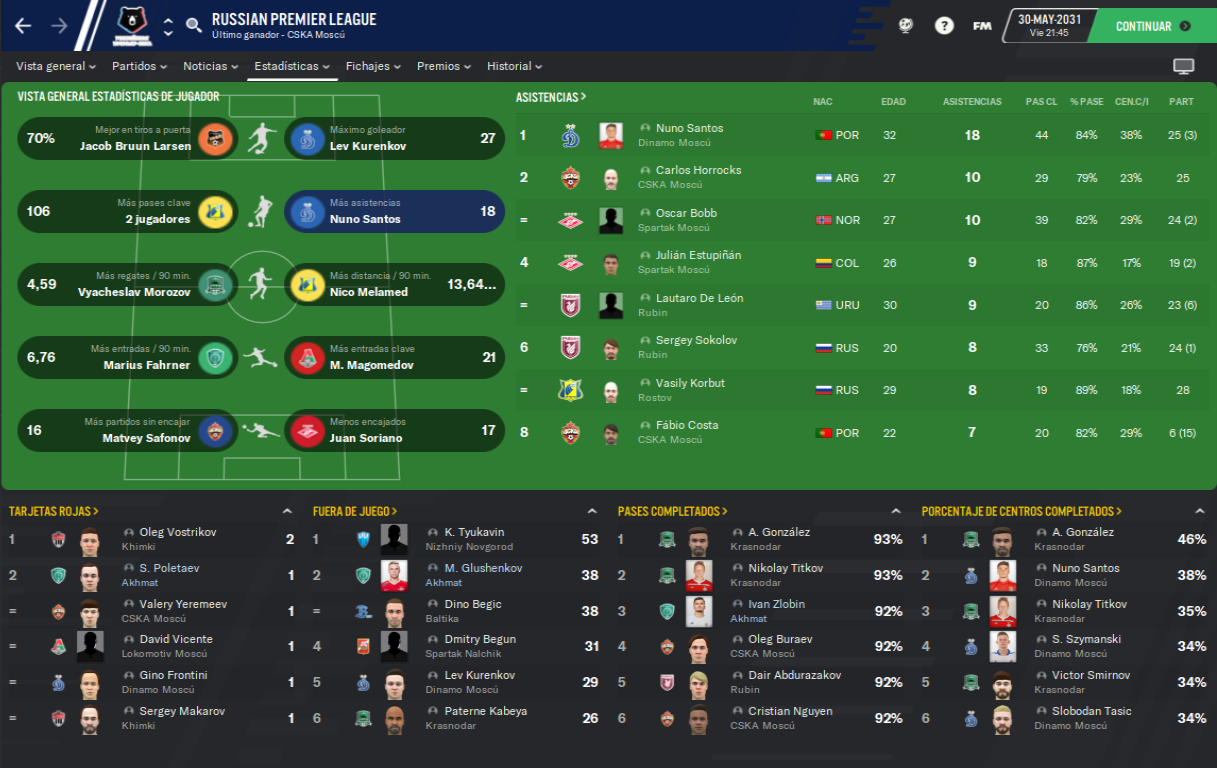 RUSSIAN PREMIER LEAGUE
Último ganador - CSKA Moscú
FM
30-MAY-2031
Vie 21:45
CONTINUAR
Vista general Partidos Noticias Estadísticas Fichajes Premios Historial
VISTA GENERAL ESTADÍSTICAS DE JUGADOR
70% Mejor en tiros a puerta
Jacob Bruun Larsen
Máximo goleador
Lev Kurenkov 27
106 Más pases clave
2 jugadores
Más asistencias
Nuno Santos 18
4,59 Más regates / 90 min.
Vyacheslav Morozov
Más distancia / 90 min.
Nico Melamed 13,64...
6,76 Más entradas / 90 min.
Marius Fahrner
Más entradas clave
M. Magomedov 21
16 Más partidos sin encajar
Matvey Safonov
Menos encajados
Juan Soriano 17
ASISTENCIAS > NAC EDAD ASISTENCIAS PAS CL % PASE CEN.C/I PART
1 Nuno Santos POR 32 18 44 84% 38% 25 (3)
Dinamo Moscú
2 Carlos Horrocks ARG 27 10 29 79% 23% 25
CSKA Moscú
= Oscar Bobb NOR 27 10 39 82% 29% 24 (2)
Spartak Moscú
4 Julián Estupiñán COL 26 9 18 87% 17% 19 (2)
Spartak Moscú
= Lautaro De León URU 30 9 20 86% 26% 23 (6)
Rubin
6 Sergey Sokolov RUS 20 8 33 76% 21% 24 (1)
Rubin
= Vasily Korbut RUS 29 8 19 89% 18% 28
Rostov
8 Fábio Costa POR 22 7 20 82% 29% 6 (15)
CSKA Moscú
TARJETAS ROJAS >
1 Oleg Vostrikov 2
Khimki
2 S. Poletaev 1
Akhmat
= Valery Yeremeev 1
CSKA Moscú
= David Vicente 1
Lokomotiv Moscú
= Gino Frontini 1
Dinamo Moscú
= Sergey Makarov 1
Khimki
FUERA DE JUEGO >
1 K. Tyukavin 53
Nizhniy Novgorod
2 M. Glushenkov 38
Akhmat
= Dino Begic 38
Baltika
4 Dmitry Begun 31
Spartak Nalchik
5 Lev Kurenkov 29
Dinamo Moscú
6 Paterne Kabeya 26
Krasnodar
PASES COMPLETADOS >
1 A. González 93%
Krasnodar
2 Nikolay Titkov 93%
Krasnodar
3 Ivan Zlobin 92%
Akhmat
4 Oleg Buraev 92%
CSKA Moscú
5 Dair Abdurazakov 92%
Rubin
6 Cristian Nguyen 92%
CSKA Moscú
PORCENTAJE DE CENTROS COMPLETADOS >
1 A. González 46%
Krasnodar
2 Nuno Santos 38%
Dinamo Moscú
3 Nikolay Titkov 35%
Krasnodar
4 S. Szymanski 34%
Dinamo Moscú
5 Victor Smirnov 34%
Krasnodar
6 Slobodan Tasic 34%
Dinamo Moscú